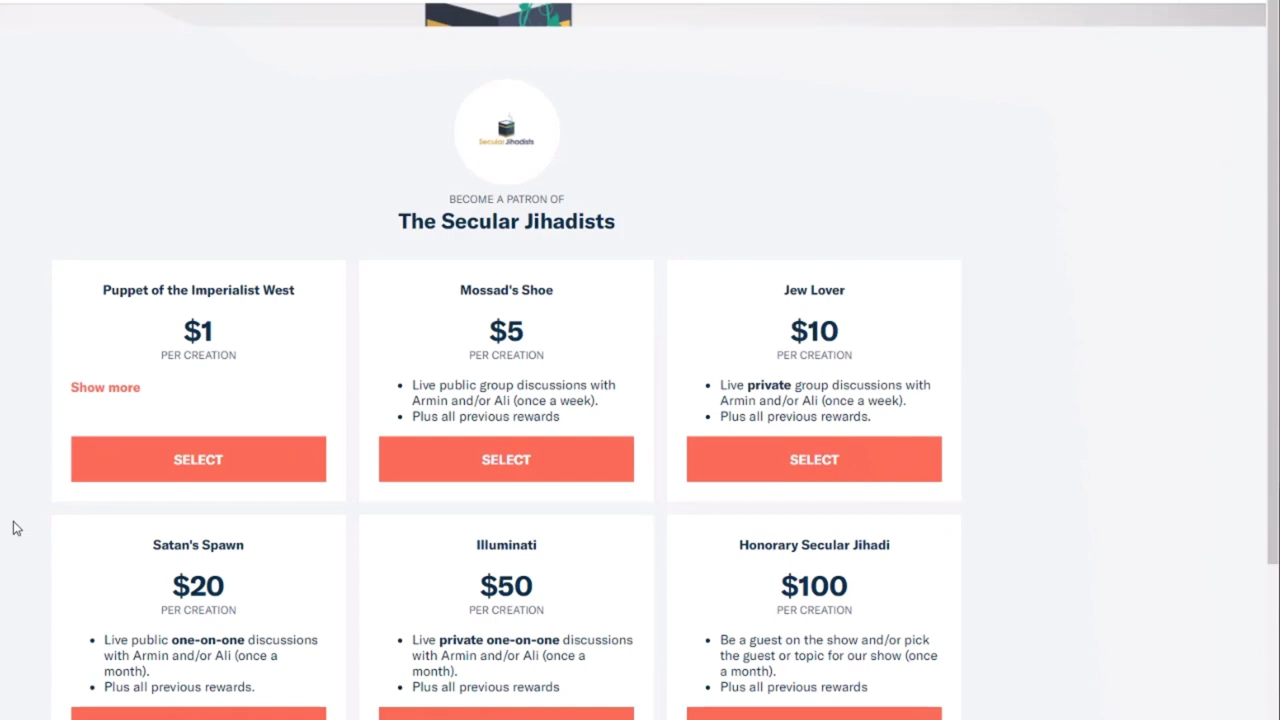 Secular Jihadists
BECOME A PATRON OF
The Secular Jihadists
Puppet of the Imperialist West
$1
PER CREATION
Show more
SELECT
Mossad's Shoe
$5
PER CREATION
• Live public group discussions with
Armin and/or Ali (once a week).
• Plus all previous rewards
SELECT
Jew Lover
$10
PER CREATION
• Live private group discussions with
Armin and/or Ali (once a week).
• Plus all previous rewards.
SELECT
Satan's Spawn
$20
PER CREATION
• Live public one-on-one discussions
with Armin and/or Ali (once a
month).
• Plus all previous rewards.
Illuminati
$50
PER CREATION
• Live private one-on-one discussions
with Armin and/or Ali (once a
month).
• Plus all previous rewards
Honorary Secular Jihadi
$100
PER CREATION
• Be a guest on the show and/or pick
the guest or topic for our show (once
a month).
• Plus all previous rewards